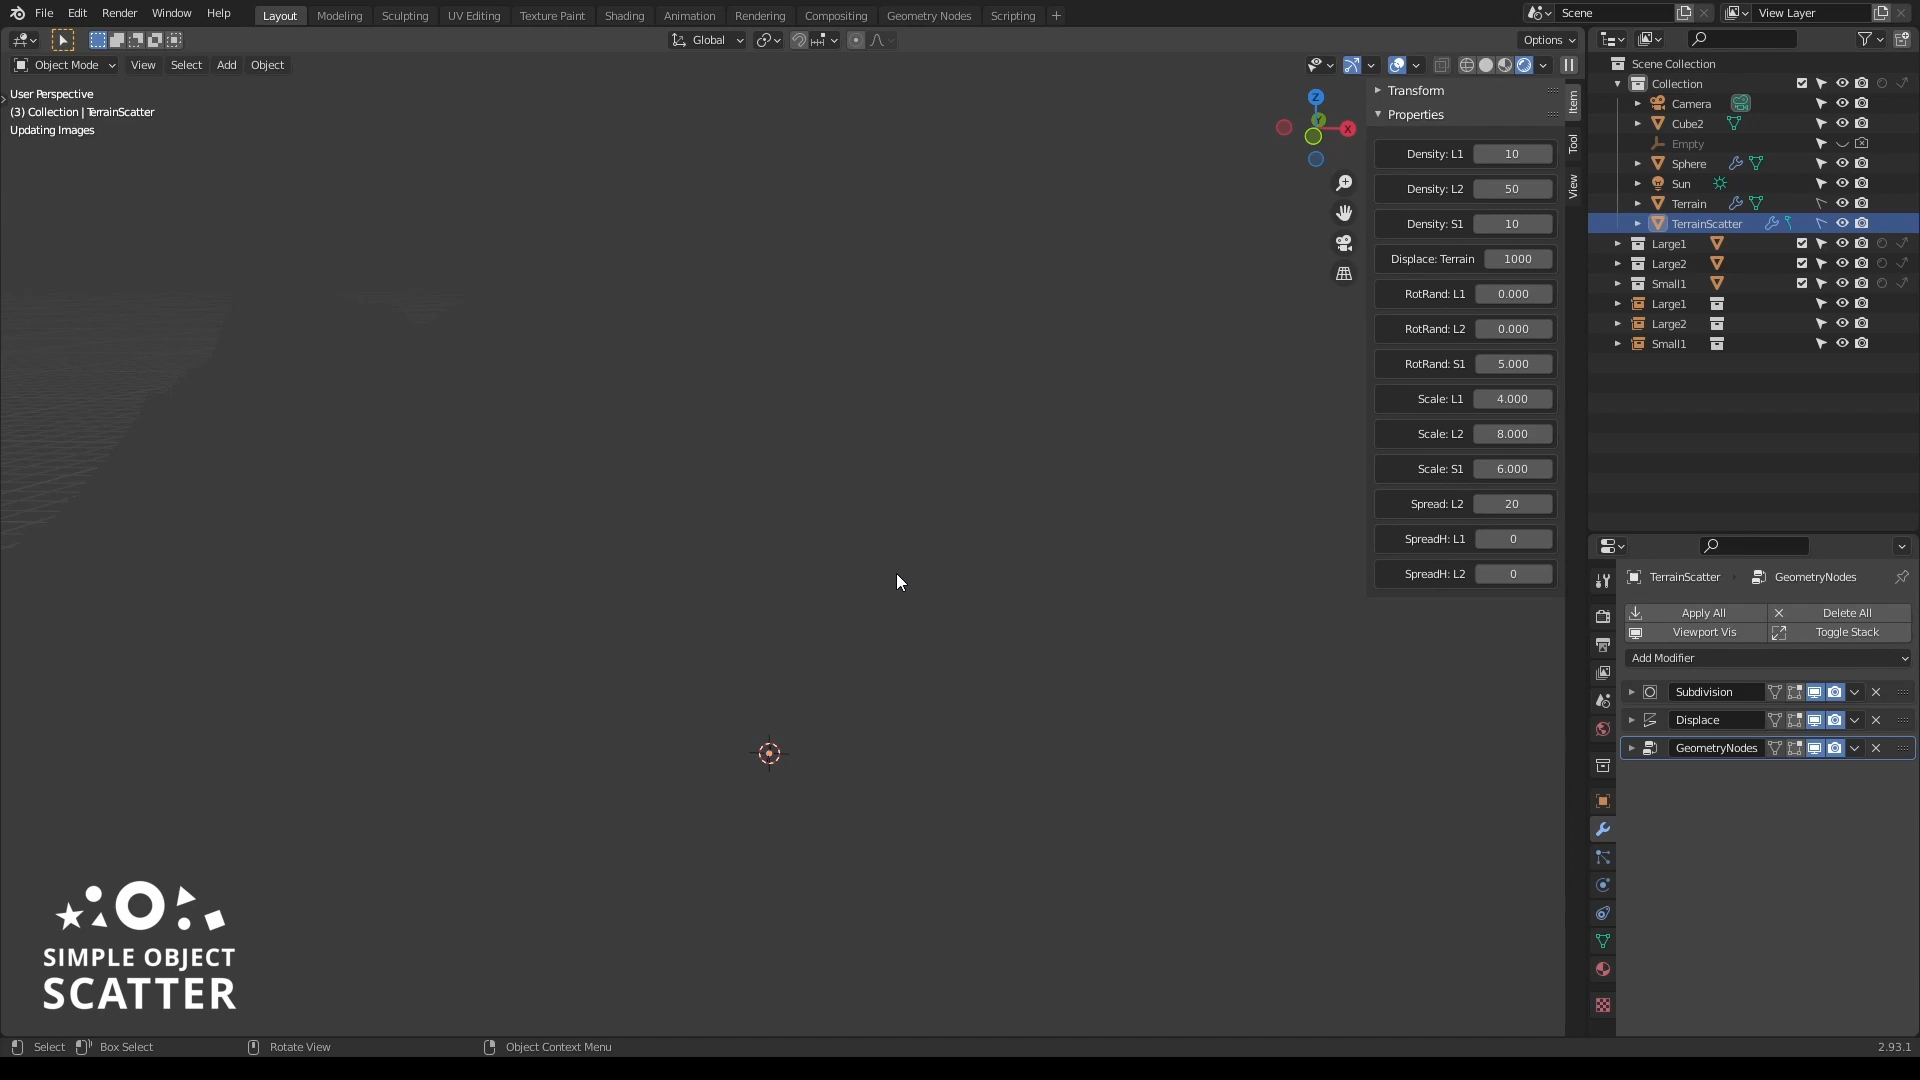 File Edit Render Window Help Layout Modeling Sculpting UV Editing Texture Paint Shading Animation Rendering Compositing Geometry Nodes Scripting Scene View Layer
Global Options
Object Mode View Select Add Object
User Perspective
(3) Collection | TerrainScatter
Updating Images
Z
Y
X
Item
Tool
View
Transform
Properties
Density: L1 10
Density: L2 50
Density: S1 10
Displace: Terrain 1000
RotRand: L1 0.000
RotRand: L2 0.000
RotRand: S1 5.000
Scale: L1 4.000
Scale: L2 8.000
Scale: S1 6.000
Spread: L2 20
SpreadH: L1 0
SpreadH: L2 0
Scene Collection
Collection
Camera
Cube2
Empty
Sphere
Sun
Terrain
TerrainScatter
Large1
Large2
Small1
Large1
Large2
Small1
TerrainScatter GeometryNodes
Apply All Delete All
Viewport Vis Toggle Stack
Add Modifier
Subdivision
Displace
GeometryNodes
SIMPLE OBJECT
SCATTER
Select Box Select Rotate View Object Context Menu 2.93.1